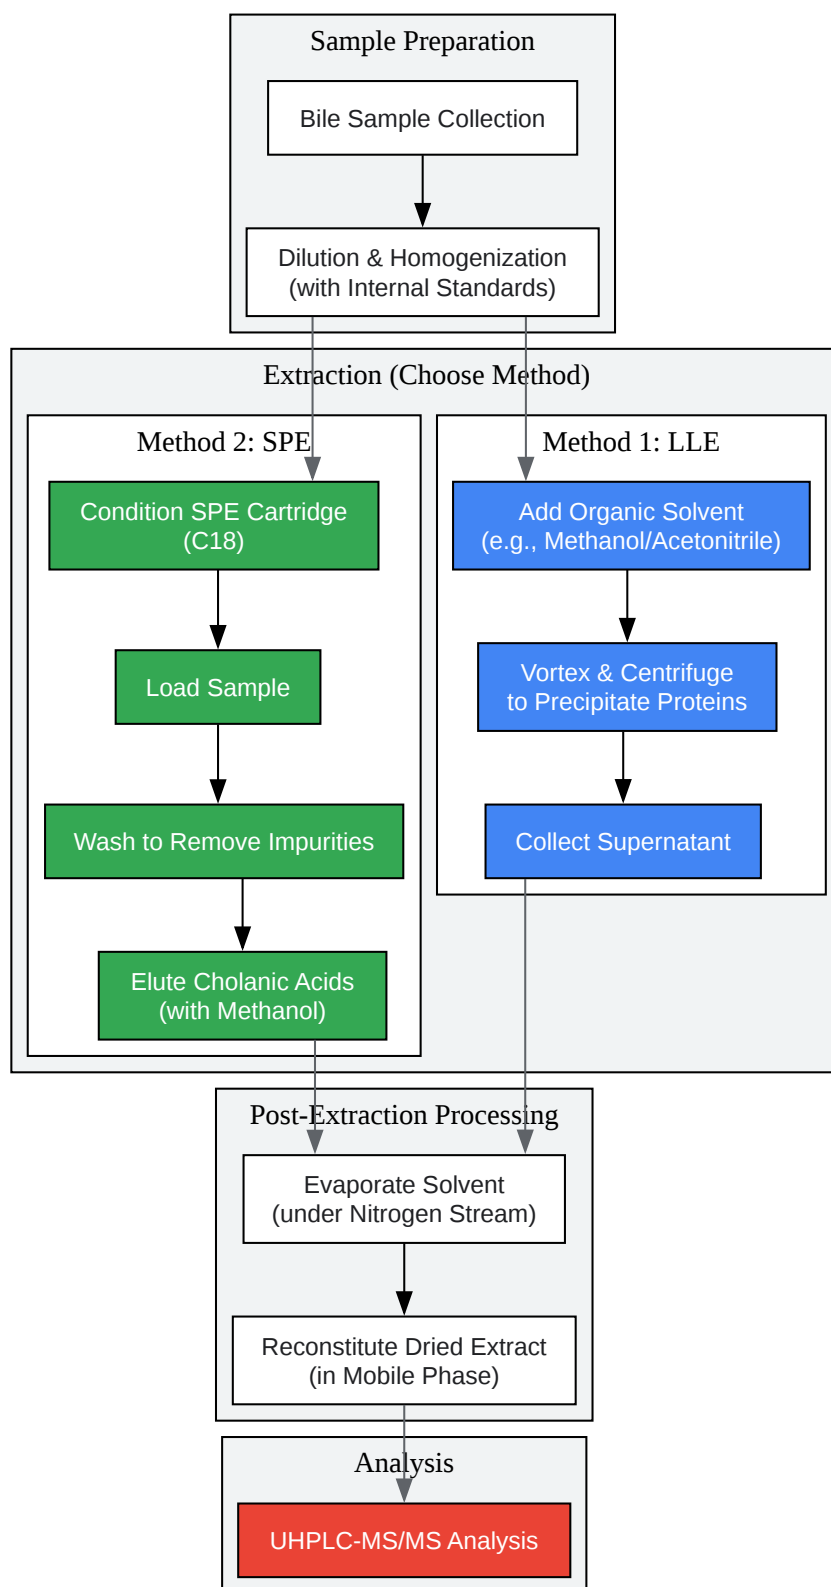 Sample Preparation
Bile Sample Collection
Dilution & Homogenization
(with Internal Standards)
Extraction (Choose Method)
Method 2: SPE
Condition SPE Cartridge
(C18)
Load Sample
Wash to Remove Impurities
Elute Cholanic Acids
(with Methanol)
Method 1: LLE
Add Organic Solvent
(e.g., Methanol/Acetonitrile)
Vortex & Centrifuge
to Precipitate Proteins
Collect Supernatant
Post-Extraction Processing
Evaporate Solvent
(under Nitrogen Stream)
Reconstitute Dried Extract
(in Mobile Phase)
Analysis
UHPLC-MS/MS Analysis